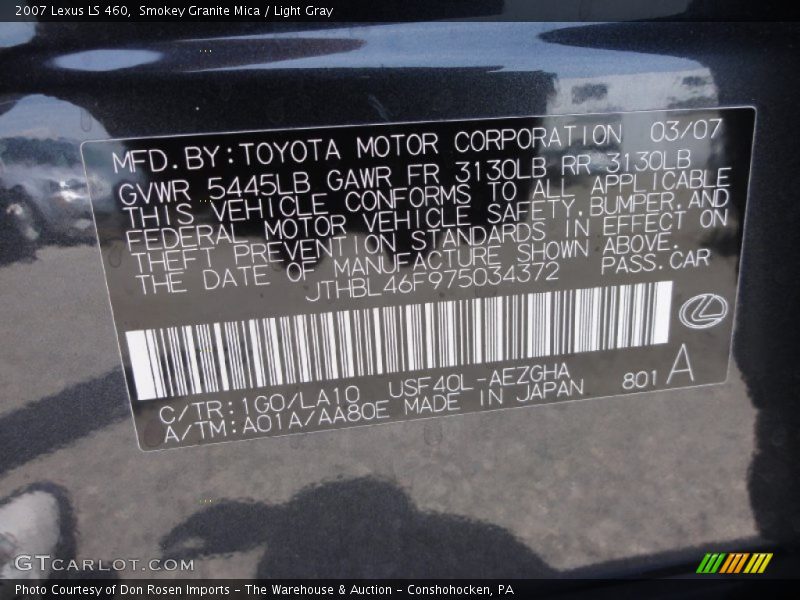 2007 Lexus LS 460, Smokey Granite Mica / Light Gray
MFD.BY:TOYOTA MOTOR CORPORATION 03/07
GVWR 5445LB GAWR FR 3130LB RR 3130LB
THIS VEHICLE CONFORMS TO ALL APPLICABLE
FEDERAL MOTOR VEHICLE SAFETY,BUMPER,AND
THEFT PREVENTION STANDARDS IN EFFECT ON
THE DATE OF MANUFACTURE SHOWN ABOVE.
JTHBL46F975034372 PASS.CAR
C/TR:1G0/LA10 USF40L-AEZGHA
A/TM:A01A/AA80E MADE IN JAPAN 801 A
GTCARLOT.COM
Photo Courtesy of Don Rosen Imports - The Warehouse & Auction - Conshohocken, PA